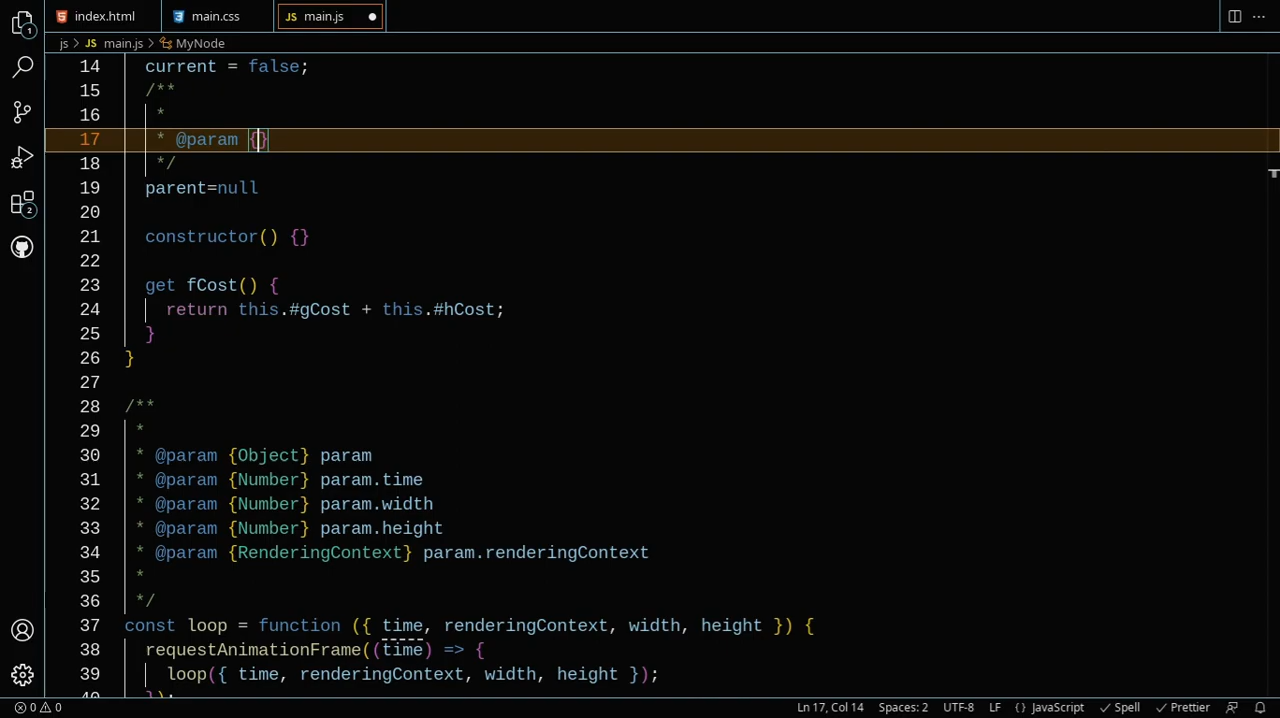 index.html main.css JS main.js
js > JS main.js > MyNode
14 current = false;
15 /**
16 *
17 * @param {}
18 */
19 parent=null
20
21 constructor() {}
22
23 get fCost() {
24 return this.#gCost + this.#hCost;
25 }
26 }
27
28 /**
29 *
30 * @param {Object} param
31 * @param {Number} param.time
32 * @param {Number} param.width
33 * @param {Number} param.height
34 * @param {RenderingContext} param.renderingContext
35 *
36 */
37 const loop = function ({ time, renderingContext, width, height }) {
38 requestAnimationFrame((time) => {
39 loop({ time, renderingContext, width, height });
40 });
1
2
0 0 Ln 17, Col 14 Spaces: 2 UTF-8 LF {} JavaScript Spell Prettier